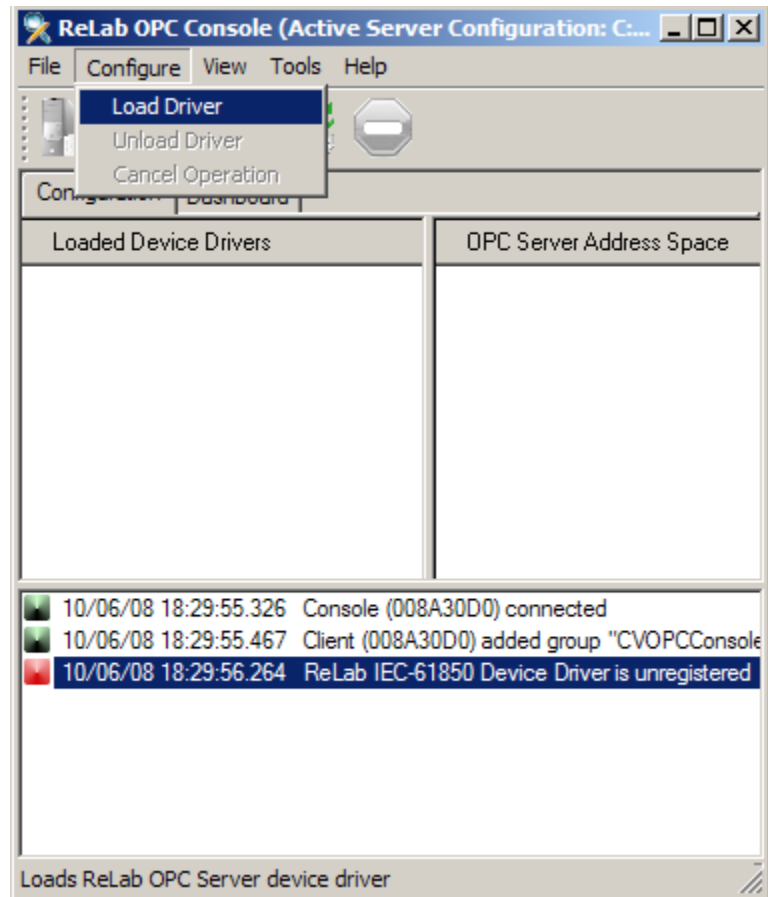 ReLab OPC Console (Active Server Configuration: C:...
File Configure View Tools Help
Load Driver
Unload Driver
Cancel Operation
Configuration Dashboard
Loaded Device Drivers OPC Server Address Space
10/06/08 18:29:55.326 Console (008A30D0) connected
10/06/08 18:29:55.467 Client (008A30D0) added group "CVOPCConsole
10/06/08 18:29:56.264 ReLab IEC-61850 Device Driver is unregistered
Loads ReLab OPC Server device driver